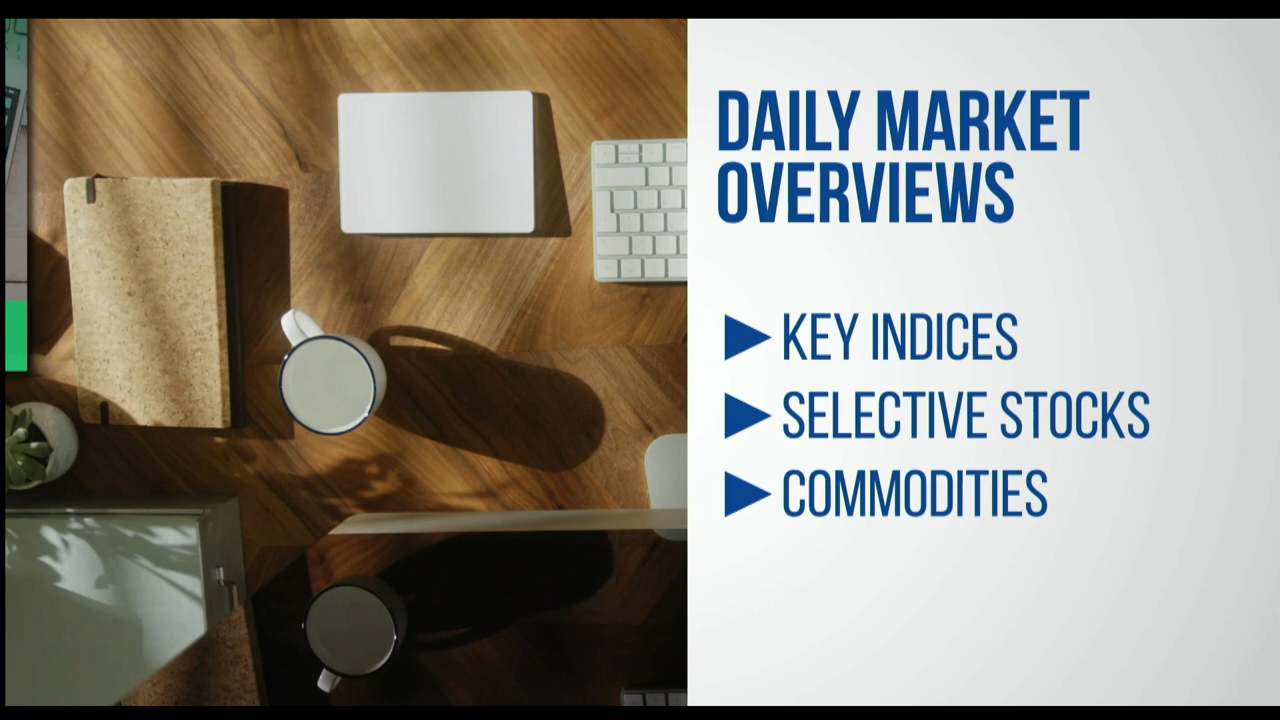 DAILY MARKET
OVERVIEWS
KEY INDICES
SELECTIVE STOCKS
COMMODITIES